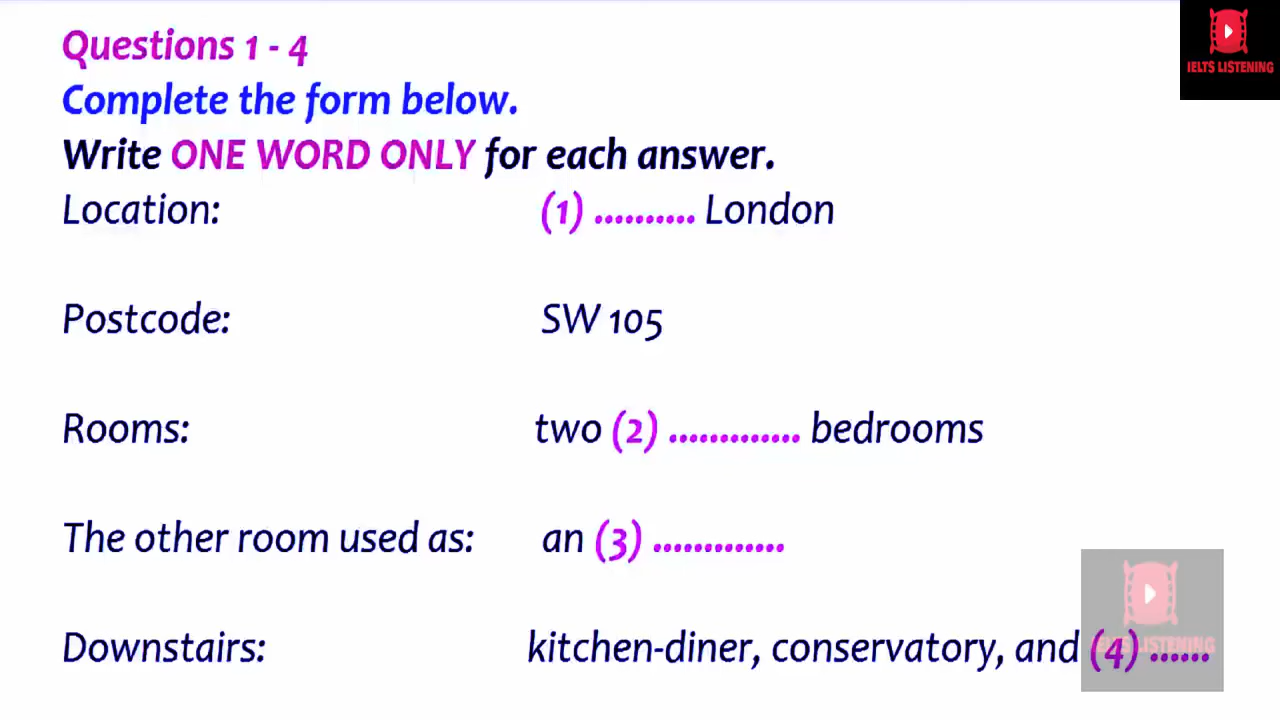 Questions 1 - 4
IELTS LISTENING
Complete the form below.
Write ONE WORD ONLY for each answer.
Location: (1) .......... London
Postcode: SW 105
Rooms: two (2) ............. bedrooms
The other room used as: an (3) .............
Downstairs: kitchen-diner, conservatory, and (4) ......
IELTS LISTENING